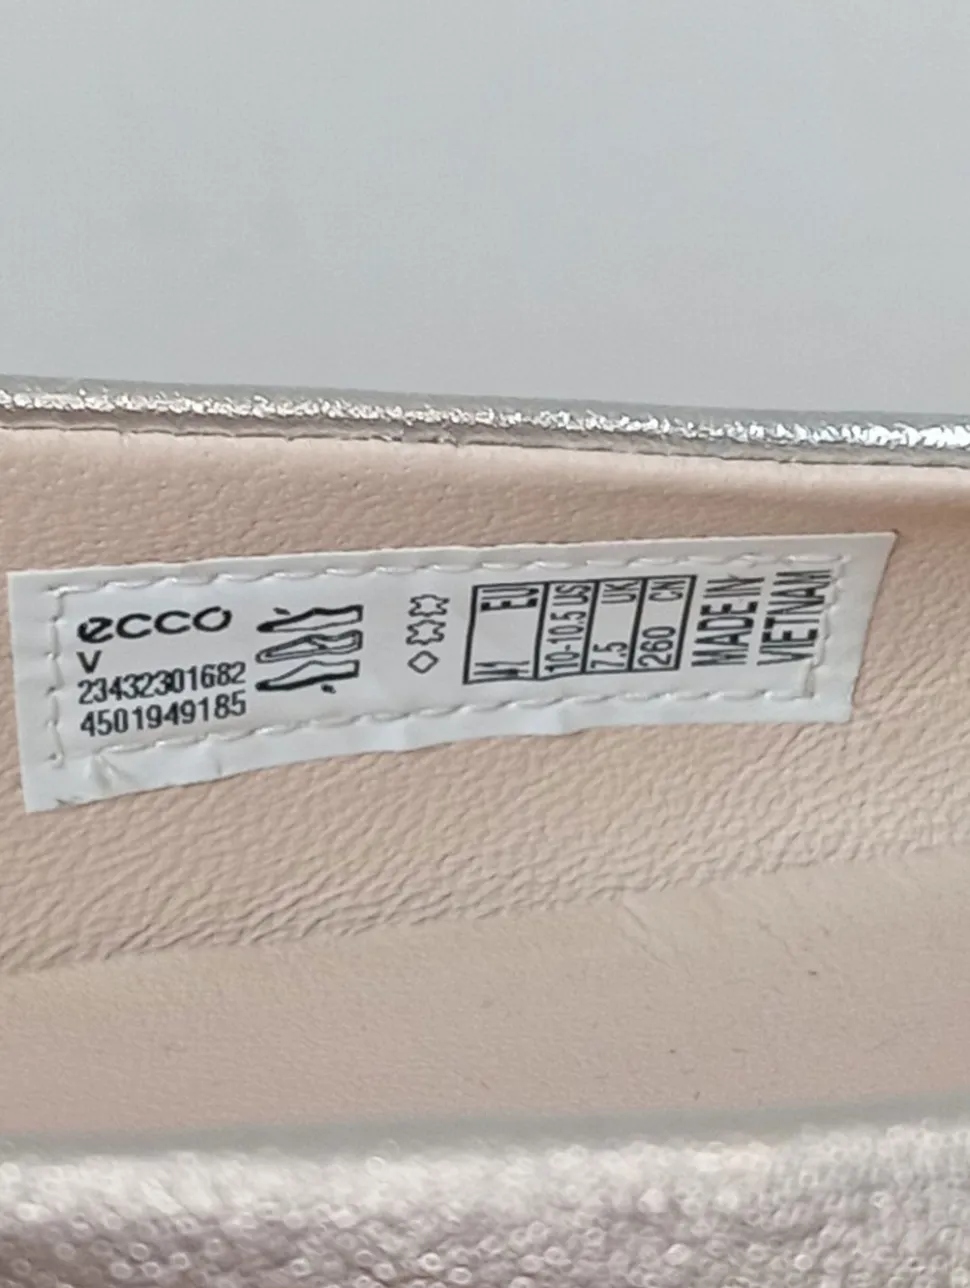 ecco
V
23432301682
4501949185
41 EU
10-10.5 US
7.5 UK
260 CN
MADE IN
VIETNAM